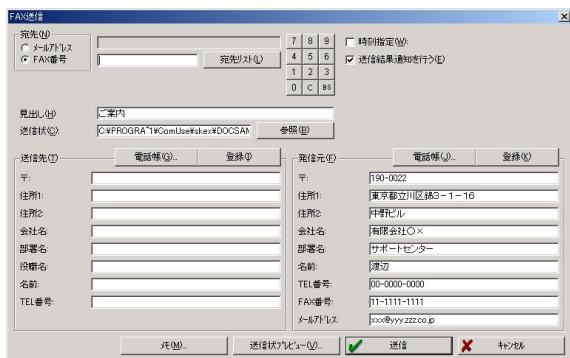 FAX送信
宛先(N)
メールアドレス
FAX番号
宛先リスト(L)
7 8 9
4 5 6
1 2 3
0 C BS
時刻指定(W):
送信結果通知を行う(E)
見出し(H)
ご案内
送信状(C):
C:¥PROGRA~1¥ComUse¥skex¥DOCSAN
参照(B)
送信先(T)
電話帳(G)..
登録(I)
〒:
住所1:
住所2:
会社名:
部署名:
役職名:
名前:
TEL番号:
発信元(F)
電話帳(J)..
登録(K)
〒:
190-0022
住所1:
東京都立川区錦3-1-16
住所2:
中野ビル
会社名:
有限会社○×
部署名:
サポートセンター
名前:
渡辺
TEL番号:
00-0000-0000
FAX番号:
11-1111-1111
メールアドレス:
xxx@yyy.zzz.co.jp
メモ(M)..
送信状プレビュー(V)..
送信
キャンセル